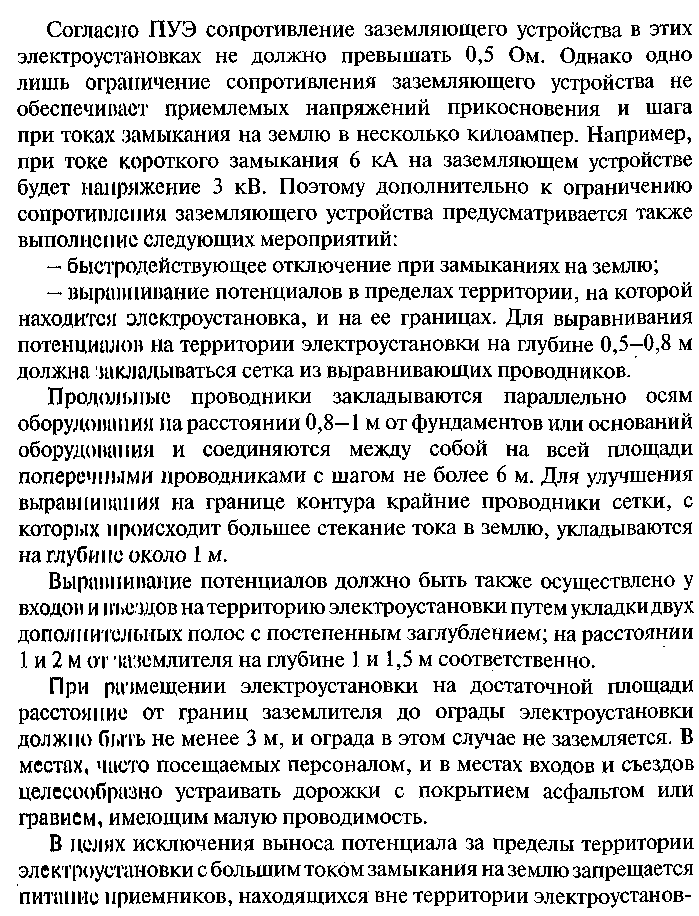 Согласно ПУЭ сопротивление заземляющего устройства в этих
электроустановках не должно превышать 0,5 Ом. Однако одно
лишь ограничение сопротивления заземляющего устройства не
обеспечивает приемлемых напряжений прикосновения и шага
при токах замыкания на землю в несколько килоампер. Например,
при токе короткого замыкания 6 кА на заземляющем устройстве
будет напряжение 3 кВ. Поэтому дополнительно к ограничению
сопротивления заземляющего устройства предусматривается также
выполнение следующих мероприятий:
– быстродействующее отключение при замыканиях на землю;
– выравнивание потенциалов в пределах территории, на которой
находится электроустановка, и на ее границах. Для выравнивания
потенциалов на территории электроустановки на глубине 0,5–0,8 м
должна закладываться сетка из выравнивающих проводников.
Продольные проводники закладываются параллельно осям
оборудования на расстоянии 0,8–1 м от фундаментов или оснований
оборудования и соединяются между собой на всей площади
поперечными проводниками с шагом не более 6 м. Для улучшения
выравнивания на границе контура крайние проводники сетки, с
которых происходит большее стекание тока в землю, укладываются
на глубине около 1 м.
Выравнивание потенциалов должно быть также осуществлено у
входов и въездов на территорию электроустановки путем укладки двух
дополнительных полос с постепенным заглублением; на расстоянии
1 и 2 м от заземлителя на глубине 1 и 1,5 м соответственно.
При размещении электроустановки на достаточной площади
расстояние от границ заземлителя до ограды электроустановки
должно быть не менее 3 м, и ограда в этом случае не заземляется. В
местах, часто посещаемых персоналом, и в местах входов и съездов
целесообразно устраивать дорожки с покрытием асфальтом или
гравием, имеющим малую проводимость.
В целях исключения выноса потенциала за пределы территории
электроустановки с большим током замыкания на землю запрещается
питание приемников, находящихся вне территории электроустанов-